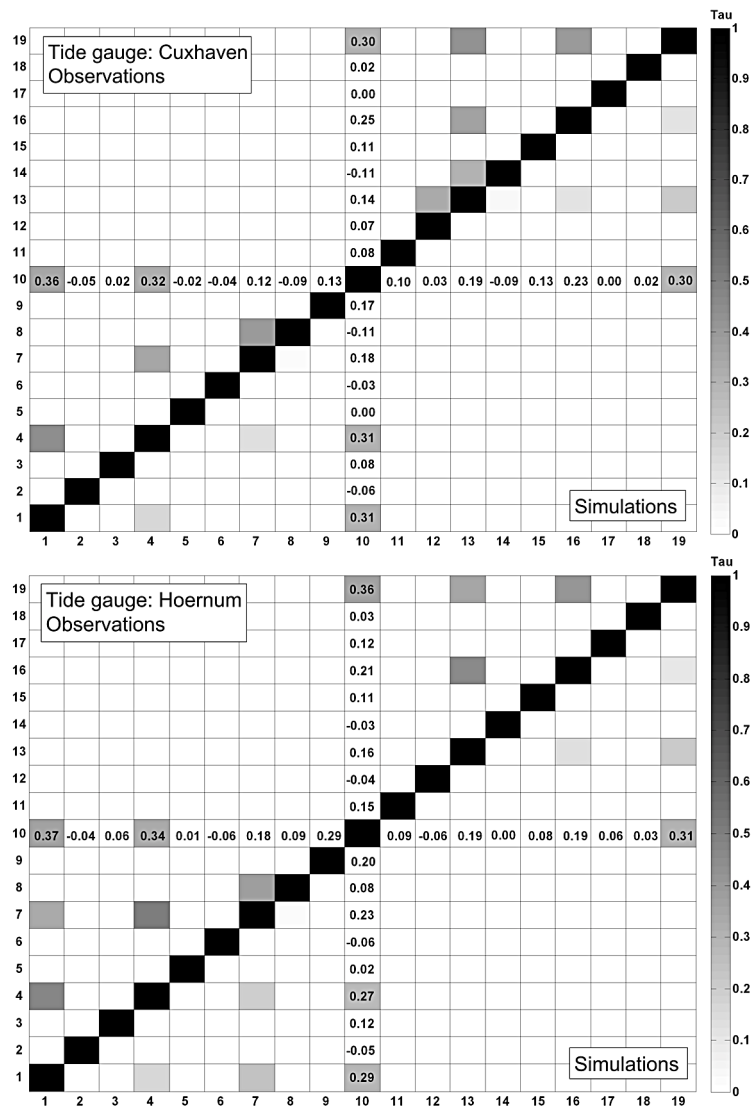 Tau
Tide gauge: Cuxhaven
Observations
19 0.30 1
18 0.02 0.9
17 0.00
16 0.25 0.8
15 0.11
14 -0.11 0.7
13 0.14
12 0.07 0.6
11 0.08
10 0.36 -0.05 0.02 0.32 -0.02 -0.04 0.12 -0.09 0.13 0.10 0.03 0.19 -0.09 0.13 0.23 0.00 0.02 0.30 0.5
9 0.17
8 -0.11 0.4
7 0.18
6 -0.03 0.3
5 0.00
4 0.31 0.2
3 0.08
2 -0.06 0.1
Simulations
1 0.31 0
1 2 3 4 5 6 7 8 9 10 11 12 13 14 15 16 17 18 19
Tau
Tide gauge: Hoernum
Observations
19 0.36 1
18 0.03 0.9
17 0.12
16 0.21 0.8
15 0.11
14 -0.03 0.7
13 0.16
12 -0.04 0.6
11 0.15
10 0.37 -0.04 0.06 0.34 0.01 -0.06 0.18 0.09 0.29 0.09 -0.06 0.19 0.00 0.08 0.19 0.06 0.03 0.31 0.5
9 0.20
8 0.08 0.4
7 0.23
6 -0.06 0.3
5 0.02
4 0.27 0.2
3 0.12
2 -0.05 0.1
Simulations
1 0.29 0
1 2 3 4 5 6 7 8 9 10 11 12 13 14 15 16 17 18 19